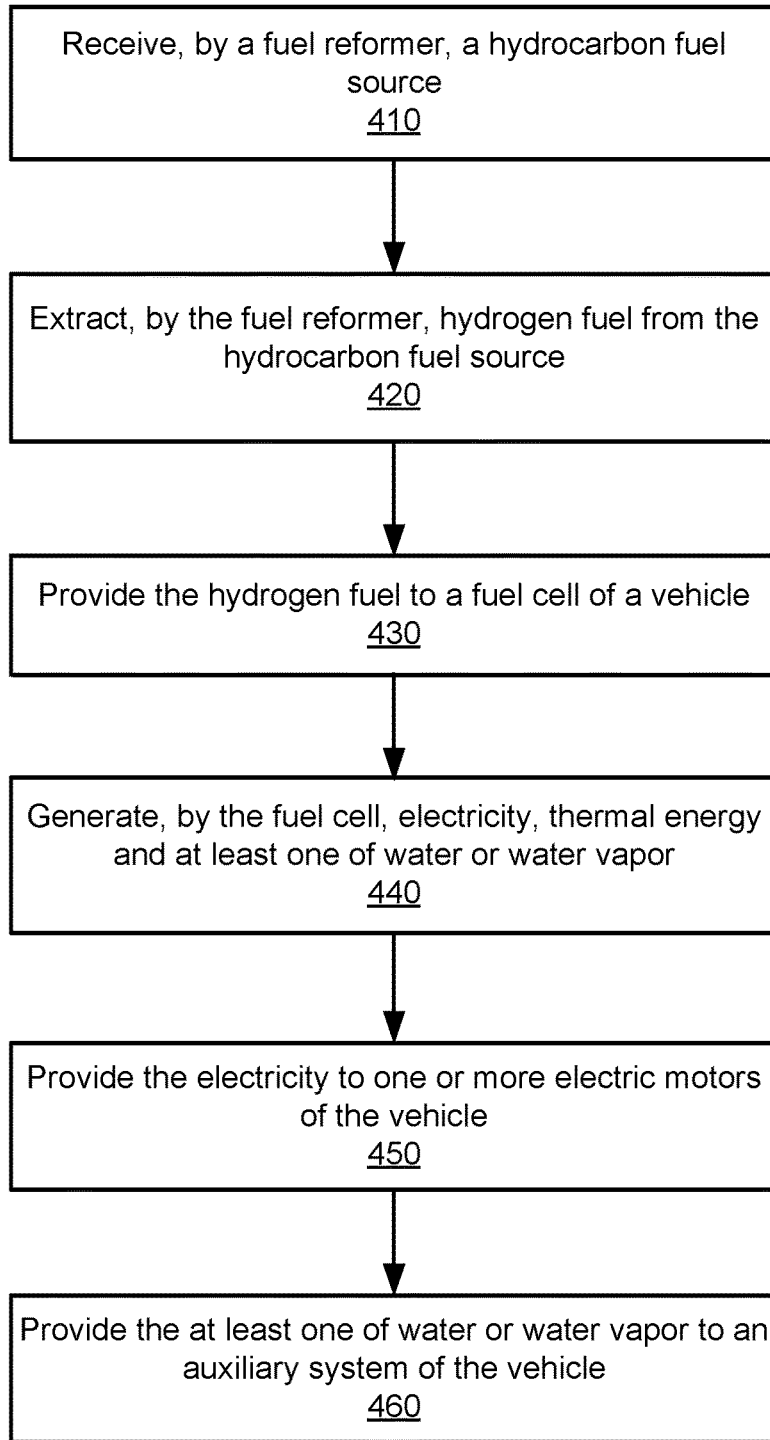 Receive, by a fuel reformer, a hydrocarbon fuel
source
410
Extract, by the fuel reformer, hydrogen fuel from the
hydrocarbon fuel source
420
Provide the hydrogen fuel to a fuel cell of a vehicle
430
Generate, by the fuel cell, electricity, thermal energy
and at least one of water or water vapor
440
Provide the electricity to one or more electric motors
of the vehicle
450
Provide the at least one of water or water vapor to an
auxiliary system of the vehicle
460